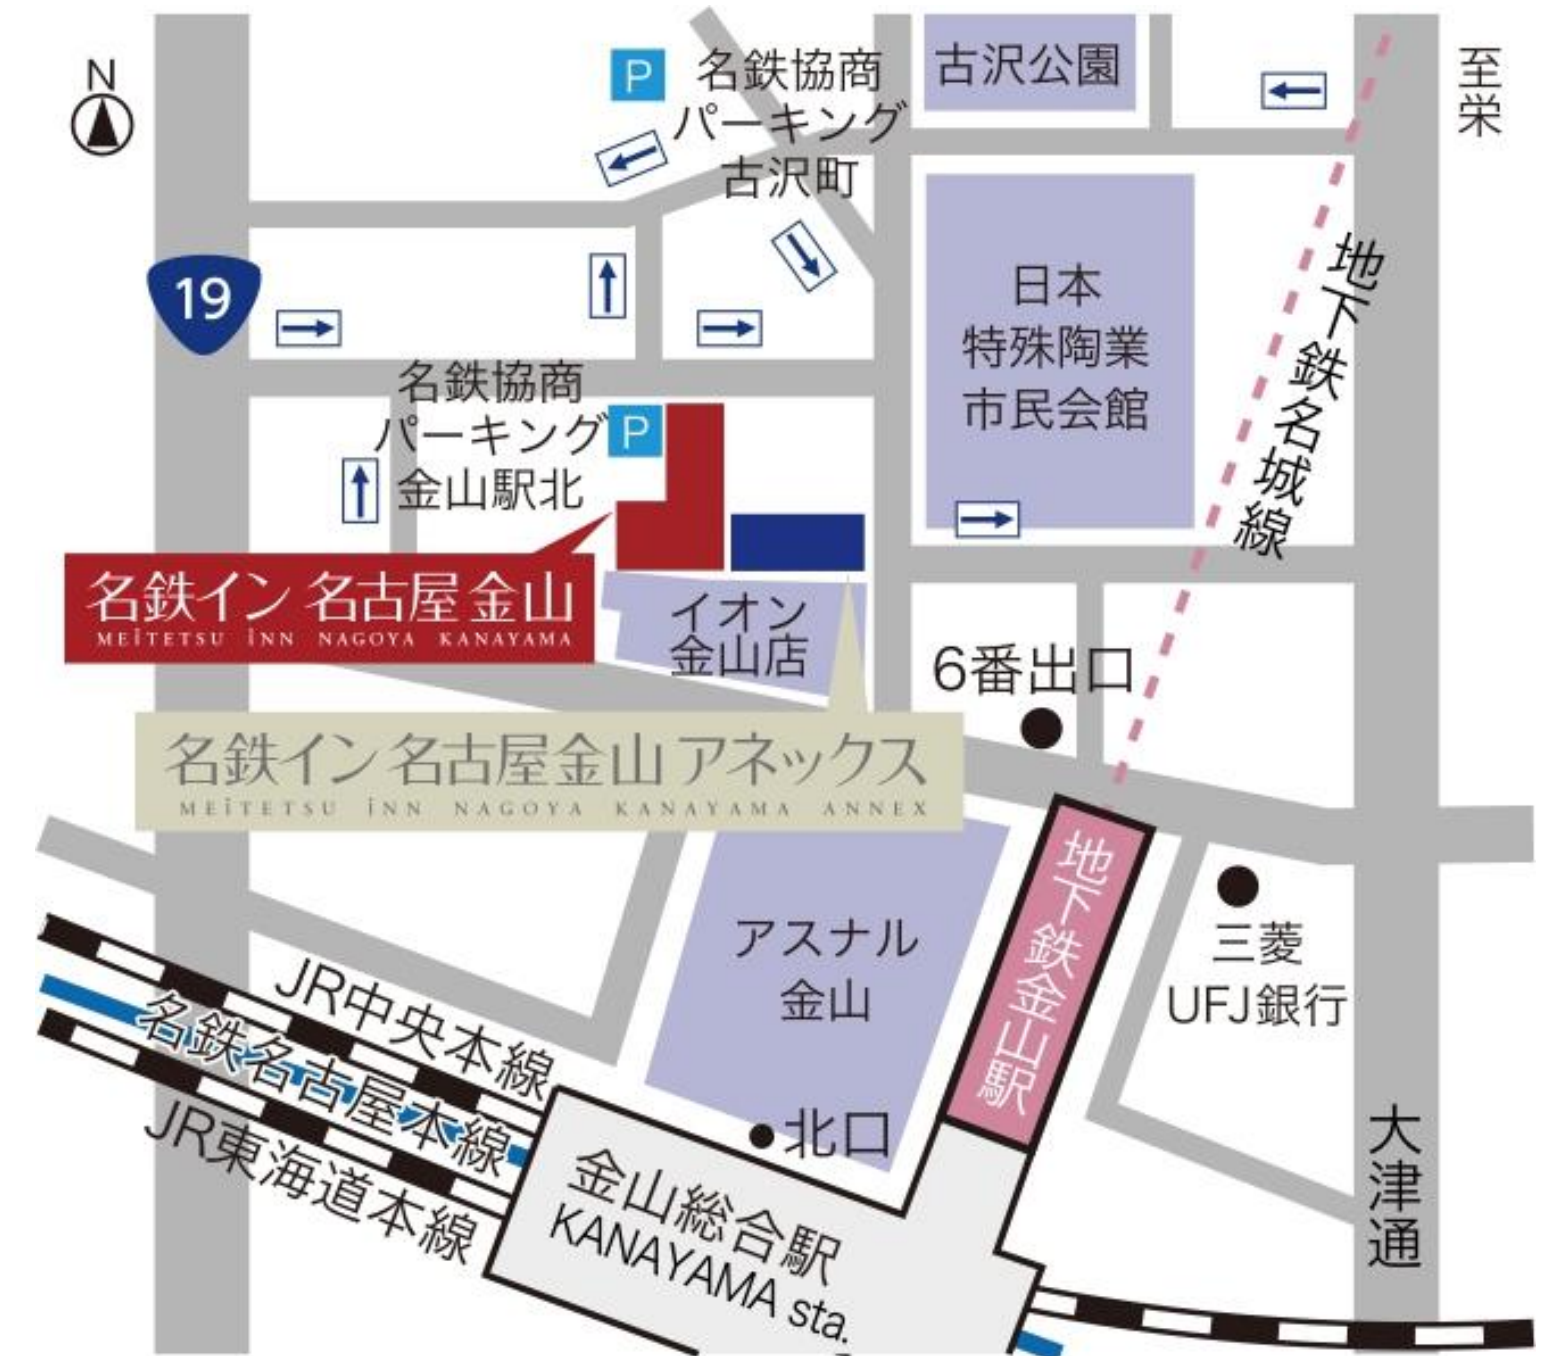 N
P
名鉄協商
パーキング
古沢町
古沢公園
至栄
19
日本
特殊陶業
市民会館
地下鉄名城線
名鉄協商
パーキング
金山駅北
P
名鉄イン 名古屋金山
MEITETSU INN NAGOYA KANAYAMA
イオン
金山店
6番出口
名鉄イン 名古屋金山 アネックス
MEITETSU INN NAGOYA KANAYAMA ANNEX
地下鉄金山駅
アスナル
金山
三菱
UFJ銀行
JR中央本線
名鉄名古屋本線
JR東海道本線
北口
金山総合駅
KANAYAMA sta.
大津通